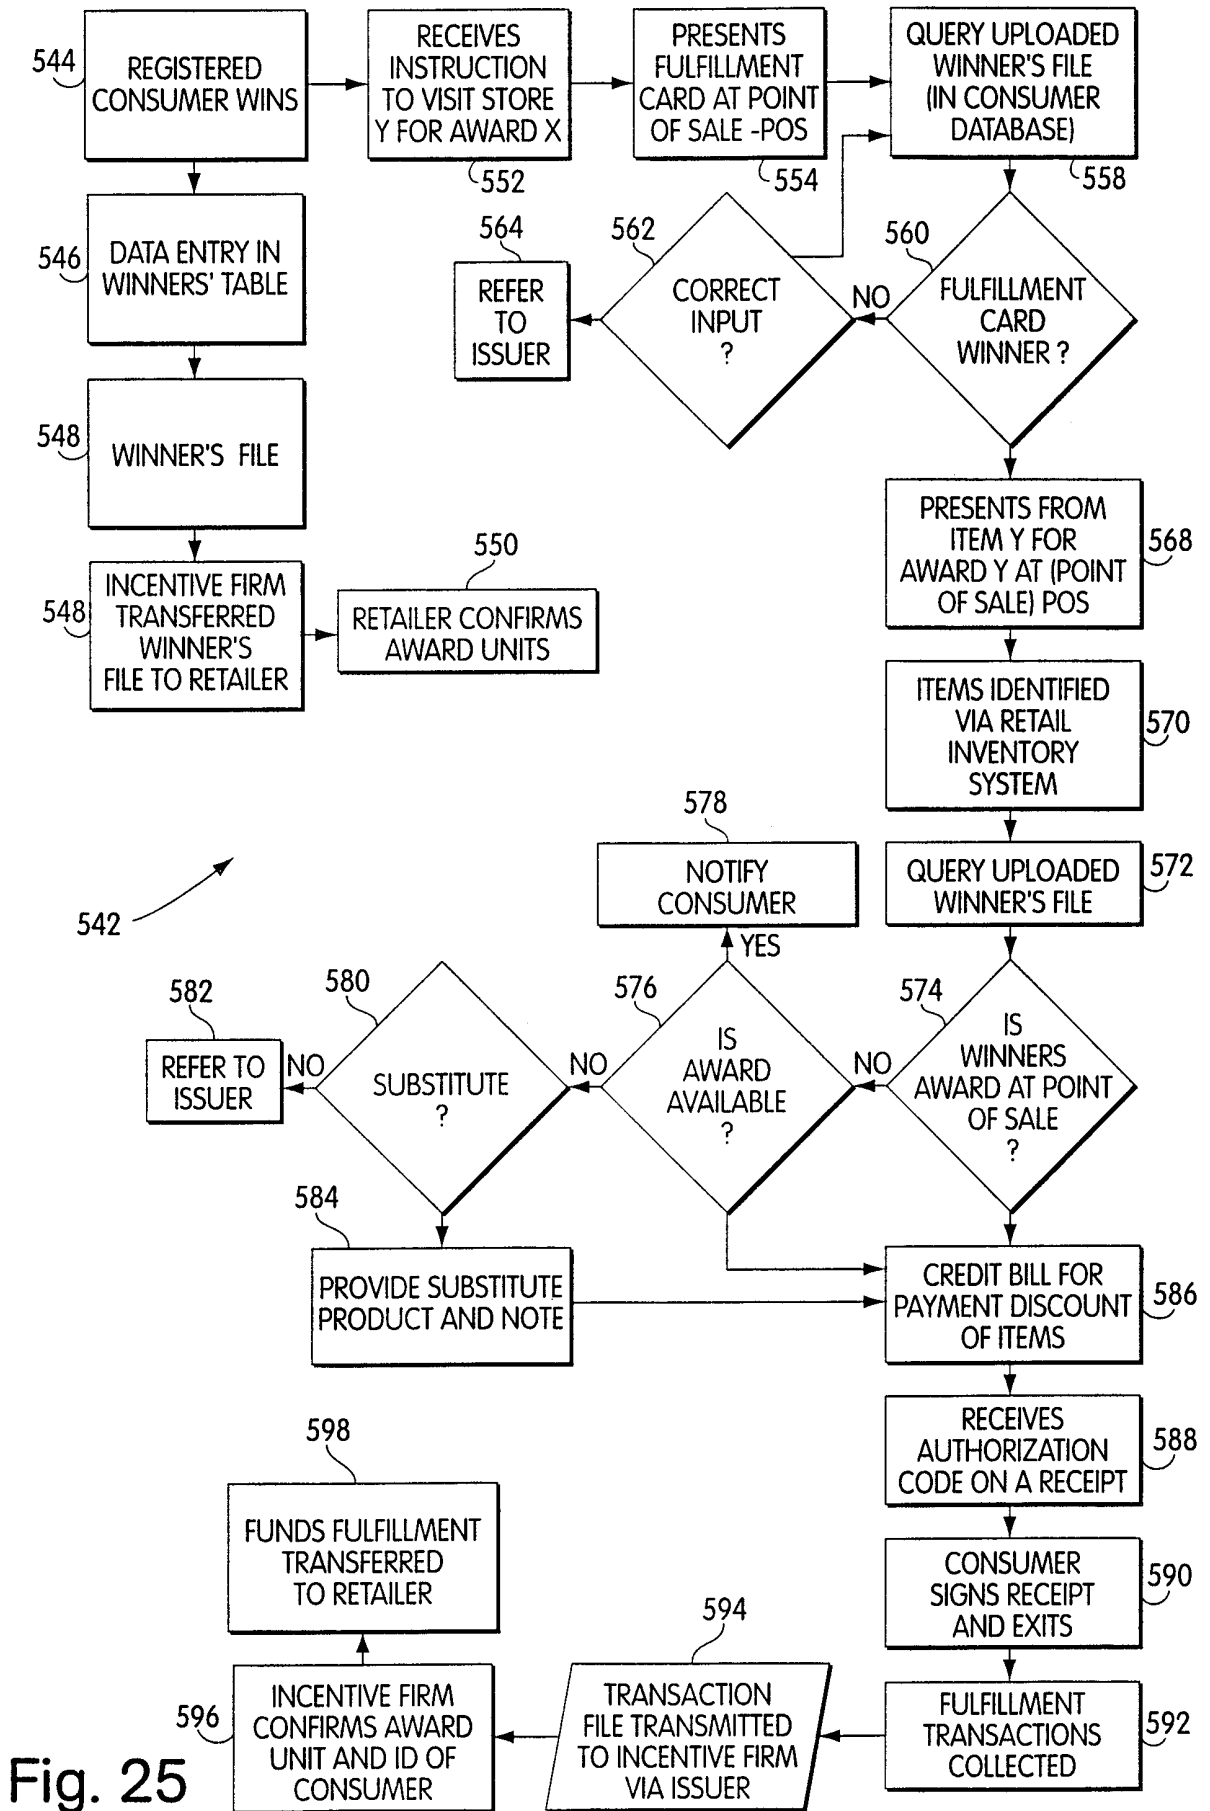 544
REGISTERED
CONSUMER WINS
RECEIVES
INSTRUCTION
TO VISIT STORE
Y FOR AWARD X
552
PRESENTS
FULFILLMENT
CARD AT POINT
OF SALE -POS
554
QUERY UPLOADED
WINNER'S FILE
(IN CONSUMER
DATABASE)
558
546
DATA ENTRY IN
WINNERS' TABLE
564
REFER
TO
ISSUER
562
CORRECT
INPUT
?
NO
560
FULFILLMENT
CARD
WINNER ?
548
WINNER'S FILE
548
INCENTIVE FIRM
TRANSFERRED
WINNER'S
FILE TO RETAILER
550
RETAILER CONFIRMS
AWARD UNITS
PRESENTS FROM
ITEM Y FOR
AWARD Y AT (POINT
OF SALE) POS
568
ITEMS IDENTIFIED
VIA RETAIL
INVENTORY
SYSTEM
570
578
NOTIFY
CONSUMER
YES
QUERY UPLOADED
WINNER'S FILE
572
542
582
REFER TO
ISSUER
NO
580
SUBSTITUTE
?
NO
576
IS
AWARD
AVAILABLE
?
NO
574
IS
WINNERS
AWARD AT POINT
OF SALE
?
584
PROVIDE SUBSTITUTE
PRODUCT AND NOTE
CREDIT BILL FOR
PAYMENT DISCOUNT
OF ITEMS
586
RECEIVES
AUTHORIZATION
CODE ON A RECEIPT
588
598
FUNDS FULFILLMENT
TRANSFERRED
TO RETAILER
CONSUMER
SIGNS RECEIPT
AND EXITS
590
596
INCENTIVE FIRM
CONFIRMS AWARD
UNIT AND ID OF
CONSUMER
594
TRANSACTION
FILE TRANSMITTED
TO INCENTIVE FIRM
VIA ISSUER
FULFILLMENT
TRANSACTIONS
COLLECTED
592
Fig. 25